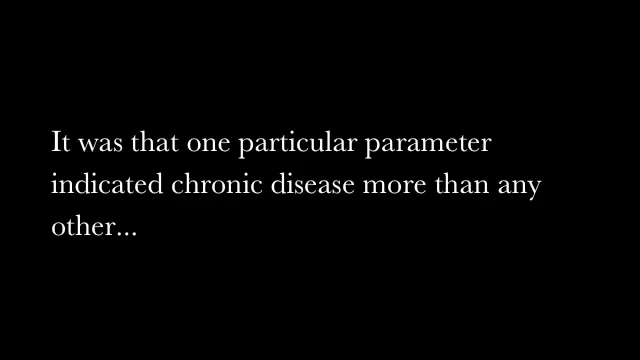 It was that one particular parameter
indicated chronic disease more than any
other...